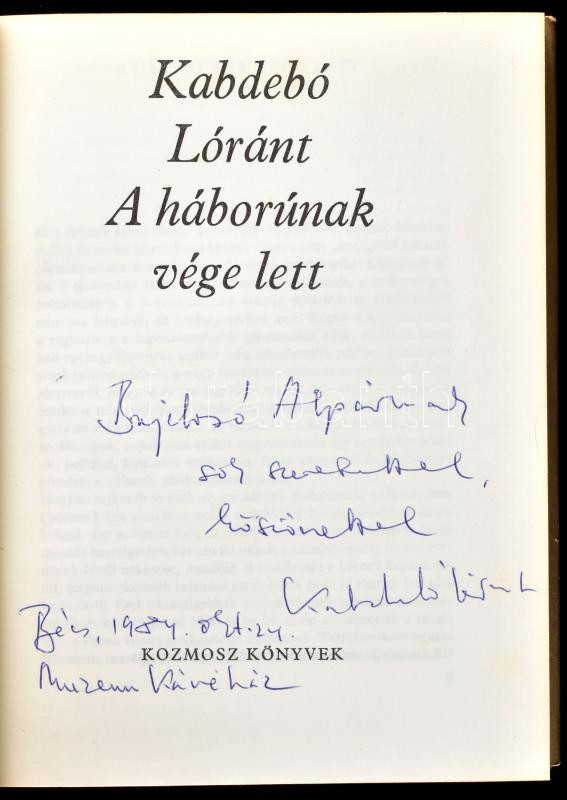 Kabdebó
Lóránt
A háborúnak
vége lett
Bujdosó Alpárnak
sok szeretettel,
köszönettel
Kabdebó Lóránt
Bécs, 1984. okt. 24.
KOZMOSZ KÖNYVEK
Muzeum Kávéház
darabanth